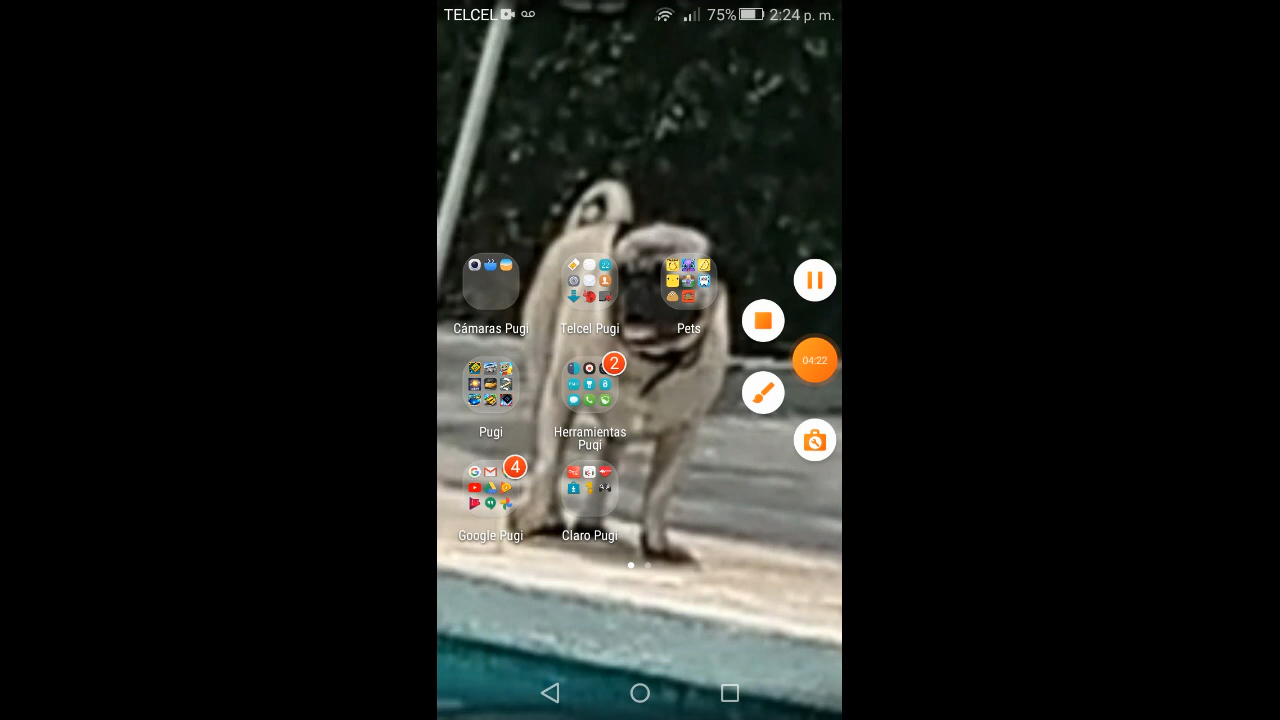 TELCEL 75% 2:24 p. m.
Cámaras Pugi Telcel Pugi Pets
04:22
2
Pugi Herramientas
Pugi
4
Google Pugi Claro Pugi